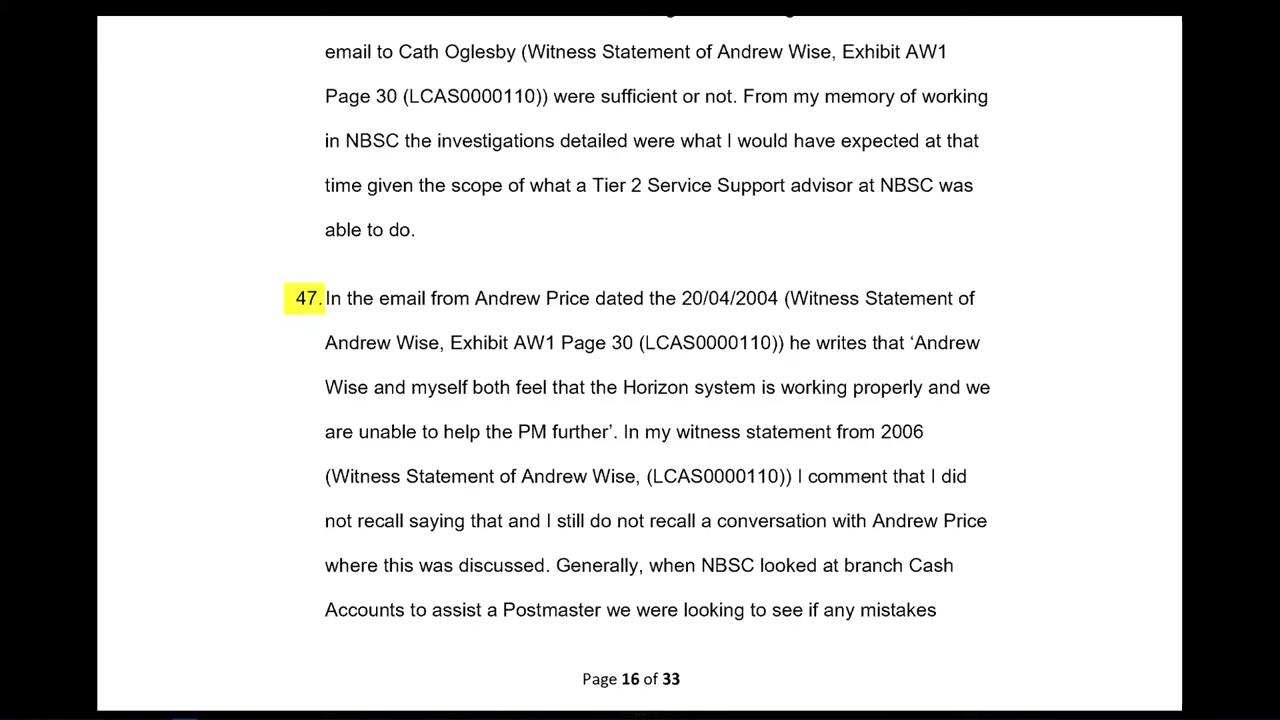 email to Cath Oglesby (Witness Statement of Andrew Wise, Exhibit AW1
Page 30 (LCAS0000110)) were sufficient or not. From my memory of working
in NBSC the investigations detailed were what I would have expected at that
time given the scope of what a Tier 2 Service Support advisor at NBSC was
able to do.
47. In the email from Andrew Price dated the 20/04/2004 (Witness Statement of
Andrew Wise, Exhibit AW1 Page 30 (LCAS0000110)) he writes that ‘Andrew
Wise and myself both feel that the Horizon system is working properly and we
are unable to help the PM further’. In my witness statement from 2006
(Witness Statement of Andrew Wise, (LCAS0000110)) I comment that I did
not recall saying that and I still do not recall a conversation with Andrew Price
where this was discussed. Generally, when NBSC looked at branch Cash
Accounts to assist a Postmaster we were looking to see if any mistakes
Page 16 of 33